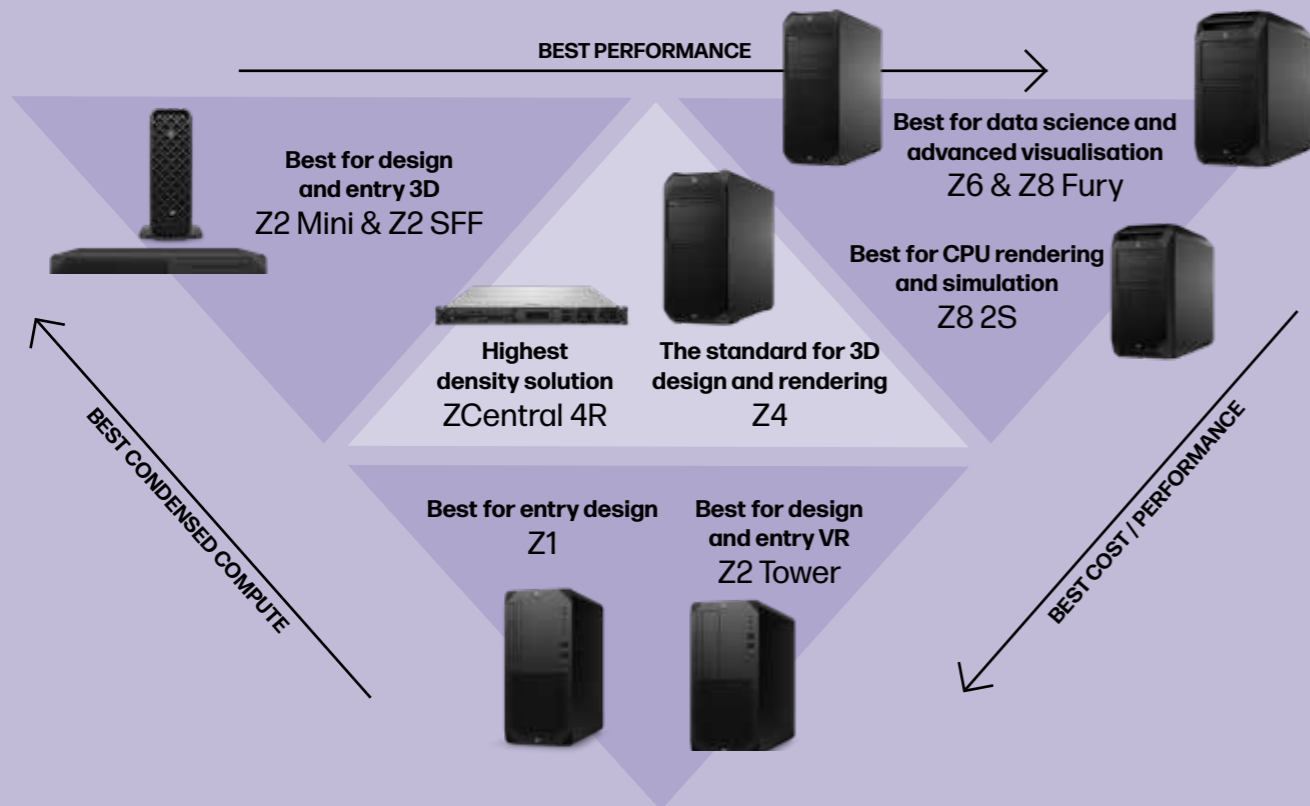 BEST PERFORMANCE
Best for design
and entry 3D
Z2 Mini & Z2 SFF
Best for data science and
advanced visualisation
Z6 & Z8 Fury
Best for CPU rendering
and simulation
Z8 2S
Highest
density solution
ZCentral 4R
The standard for 3D
design and rendering
Z4
BEST CONDENSED COMPUTE
BEST COST / PERFORMANCE
Best for entry design
Z1
Best for design
and entry VR
Z2 Tower